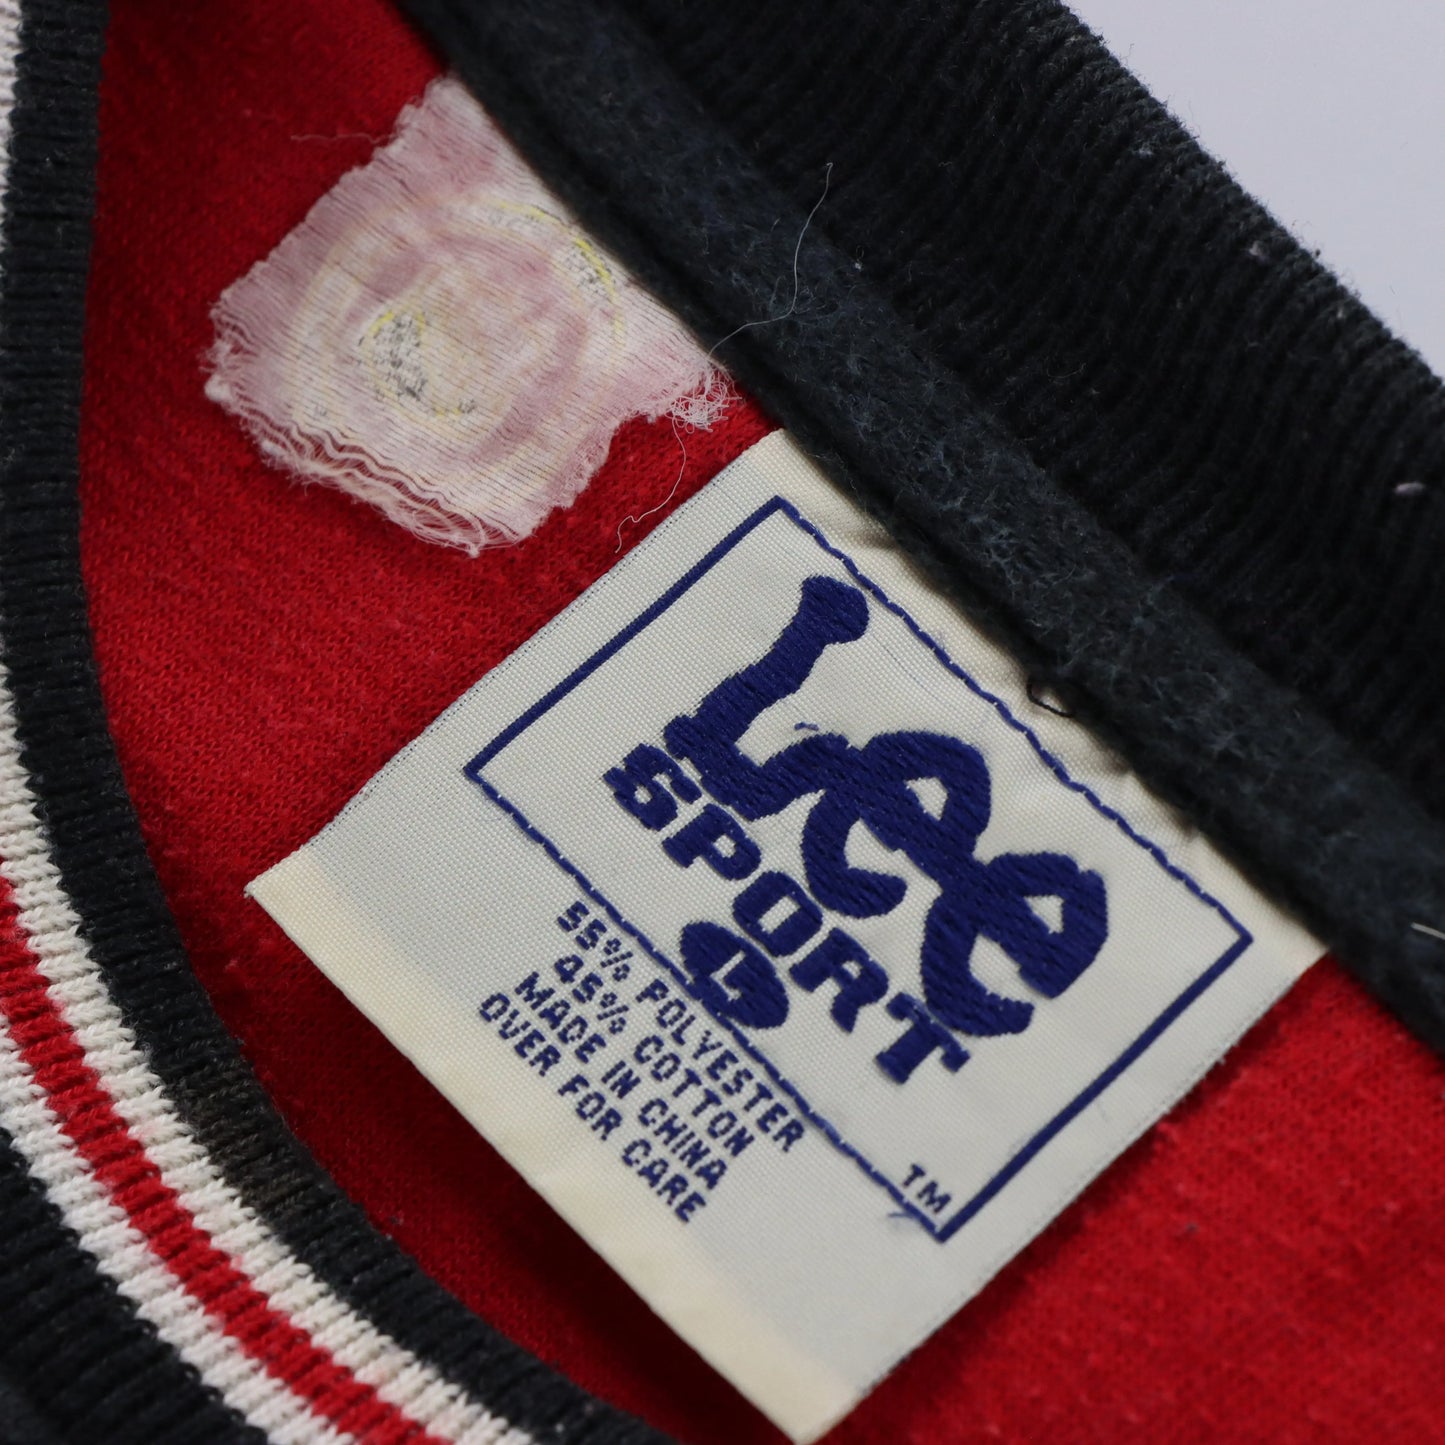 Lee
SPORT
L
TM
55% POLYESTER
45% COTTON
MADE IN CHINA
OVER FOR CARE